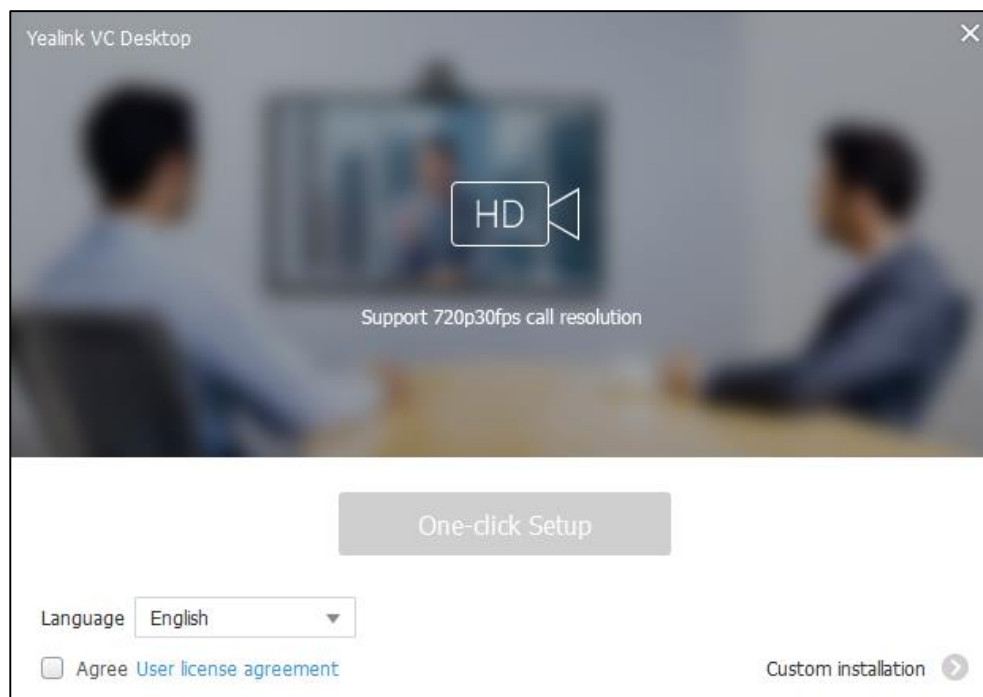 Yealink VC Desktop
HD
Support 720p30fps call resolution
One-click Setup
Language English
Agree User license agreement
Custom installation